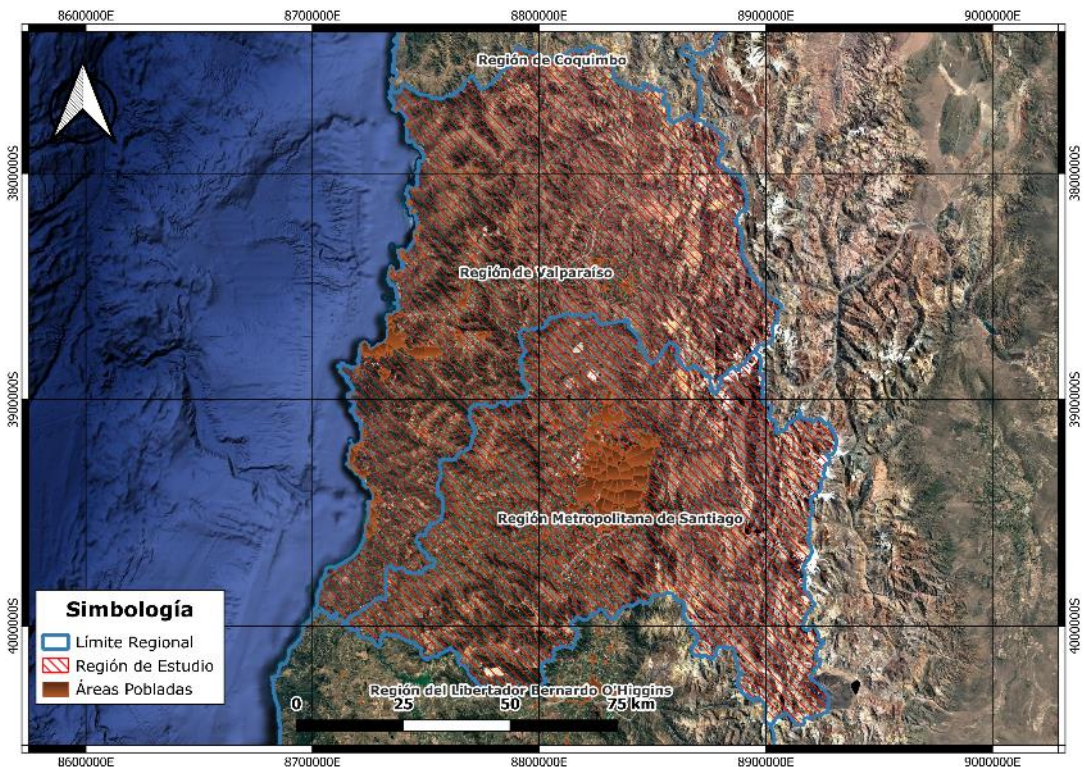 8600000E 8700000E 8800000E 8900000E 9000000E
Región de Coquimbo
3800000S 3800000S
Región de Valparaíso
3900000S 3900000S
Región Metropolitana de Santiago
4000000S 4000000S
Simbología
Límite Regional
Región de Estudio
Áreas Pobladas
Región del Libertador Bernardo O'Higgins
0 25 50 75 km
8600000E 8700000E 8800000E 8900000E 9000000E